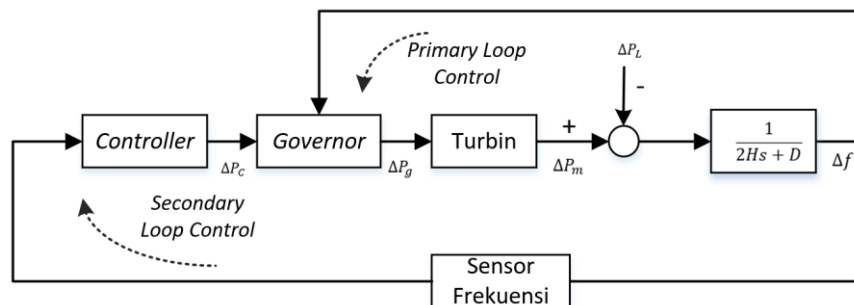 Primary Loop
Control
ΔP_L
-
Controller
ΔP_C
Governor
ΔP_g
Turbin
+
ΔP_m
1
2Hs + D
Δf
Secondary
Loop Control
Sensor
Frekuensi